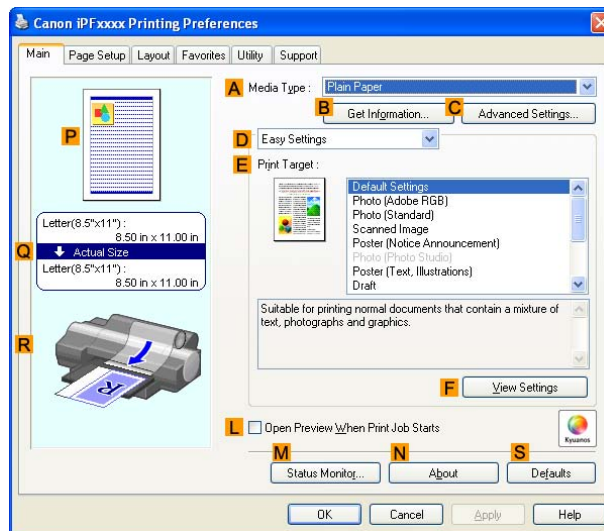 Canon iPFxxxx Printing Preferences
Main Page Setup Layout Favorites Utility Support
A Media Type : Plain Paper
B C
Get Information... Advanced Settings...
D Easy Settings
E Print Target :
P
Default Settings
Photo (Adobe RGB)
Photo (Standard)
Scanned Image
Poster (Notice Announcement)
Photo (Photo Studio)
Poster (Text, Illustrations)
Draft
Letter(8.5"x11") :
8.50 in x 11.00 in
Q Actual Size
Letter(8.5"x11") :
8.50 in x 11.00 in
Suitable for printing normal documents that contain a mixture of
text, photographs and graphics.
R
F View Settings
L Open Preview When Print Job Starts
Kyuanos
M N S
Status Monitor... About Defaults
OK Cancel Apply Help